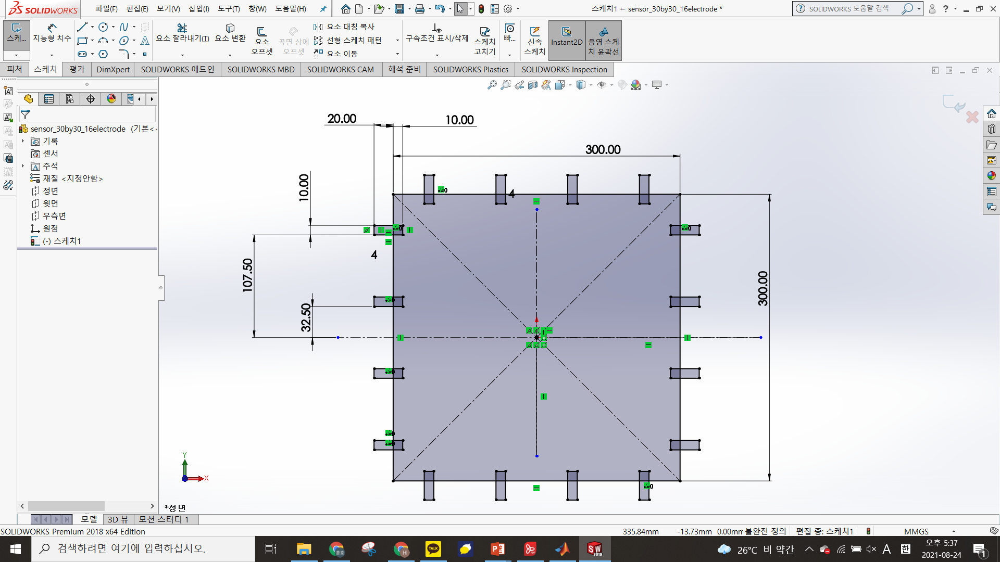 SOLIDWORKS
파일(F) 편집(E) 보기(V) 삽입(I) 도구(T) 창(W) 도움말(H)
스케치1 ← sensor_30by30_16electrode *
SOLIDWORKS 도움말 검색
스케...
지능형 치수
요소 잘라내기(T)
요소 변환
요소 오프셋
곡면 상에 오프셋
요소 대칭 복사
선형 스케치 패턴
요소 이동
구속조건 표시/삭제
스케치 고치기
빠...
신속 스케치
Instant2D
음영 스케치 윤곽선
피처 스케치 평가 DimXpert SOLIDWORKS 애드인 SOLIDWORKS MBD SOLIDWORKS CAM 해석 준비 SOLIDWORKS Plastics SOLIDWORKS Inspection
sensor_30by30_16electrode (기본<<
기록
센서
주석
재질 <지정안함>
정면
윗면
우측면
원점
(-) 스케치1
20.00
10.00
300.00
10.00
4
4
107.50
32.50
300.00
Y
X
*정면
모델 3D 뷰 모션 스터디 1
SOLIDWORKS Premium 2018 x64 Edition
335.84mm -13.73mm 0.00mm 불완전 정의 편집 중: 스케치1 MMGS
검색하려면 여기에 입력하십시오.
TALK
SW 2018
26°C 비 약간
A
한
오후 5:37
2021-08-24
1